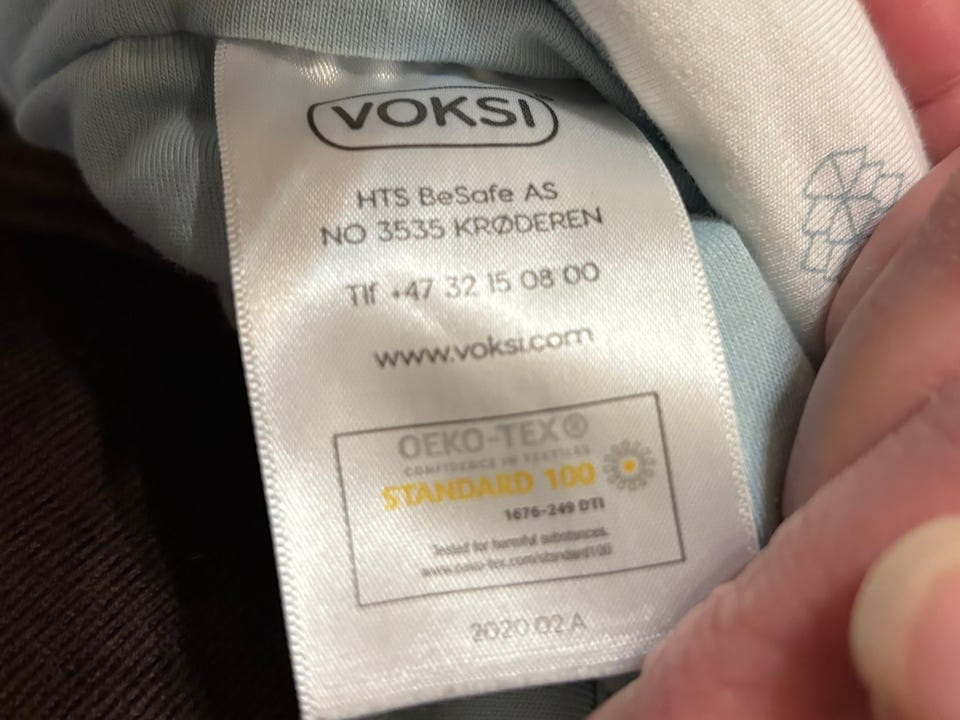 VOKSI™
HTS BeSafe AS
NO 3535 KRØDEREN
Tlf +47 32 15 08 00
www.voksi.com
OEKO-TEX®
CONFIDENCE IN TEXTILES
STANDARD 100
1676-249 DTI
Tested for harmful substances.
www.oeko-tex.com/standard100
2020.02 A